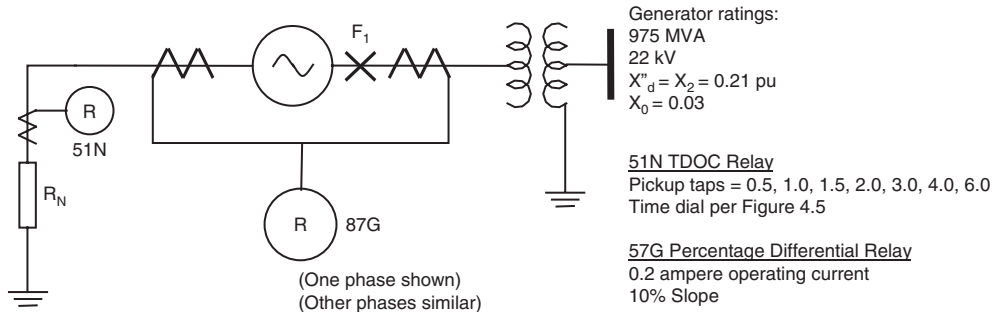 F₁
R
51N
R_N
R
87G
(One phase shown)
(Other phases similar)
Generator ratings:
975 MVA
22 kV
X"d = X₂ = 0.21 pu
X₀ = 0.03
51N TDOC Relay
Pickup taps = 0.5, 1.0, 1.5, 2.0, 3.0, 4.0, 6.0
Time dial per Figure 4.5
57G Percentage Differential Relay
0.2 ampere operating current
10% Slope